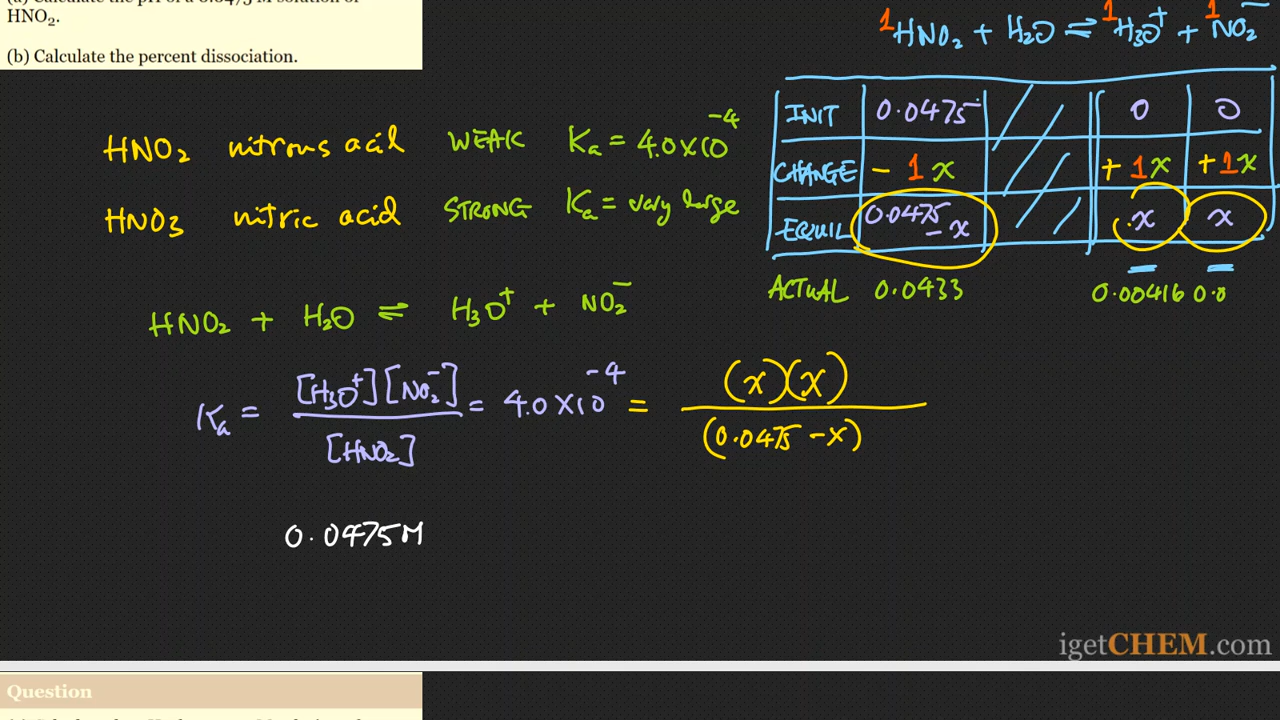 HNO₂.
(b) Calculate the percent dissociation.
1HNO₂ + H₂O ⇌ 1H₃O⁺ + 1NO₂⁻
INIT 0.0475 0 0
CHANGE - 1x +1x +1x
EQUIL 0.0475 - x x x
ACTUAL 0.0433 0.00416 0.0
HNO₂ nitrous acid WEAK Kₐ = 4.0 x 10⁻⁴
HNO₃ nitric acid STRONG Kₐ = very large
HNO₂ + H₂O ⇌ H₃O⁺ + NO₂⁻
Kₐ = [H₃O⁺][NO₂⁻] / [HNO₂] = 4.0 x 10⁻⁴ = (x)(x) / (0.0475 - x)
0.0475M
igetCHEM.com
Question